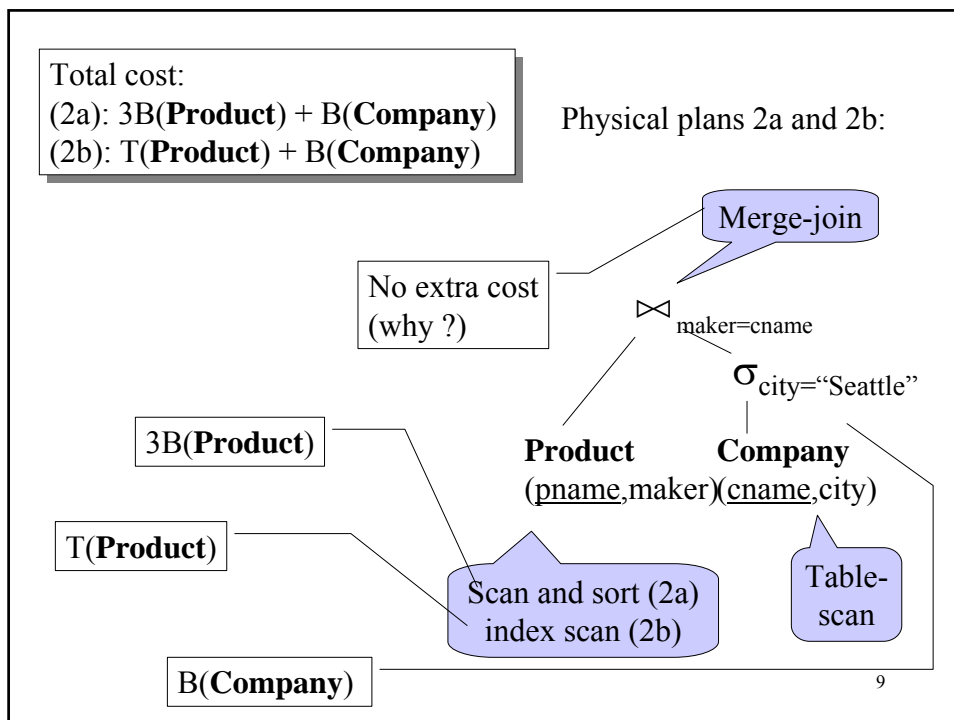 Total cost:
(2a): 3B(Product) + B(Company)
(2b): T(Product) + B(Company)
Physical plans 2a and 2b:
Merge-join
No extra cost
(why ?)
⋈ maker=cname
σcity=“Seattle”
3B(Product)
Product Company
(pname,maker)(cname,city)
T(Product)
Scan and sort (2a)
index scan (2b)
Table-
scan
B(Company)
9